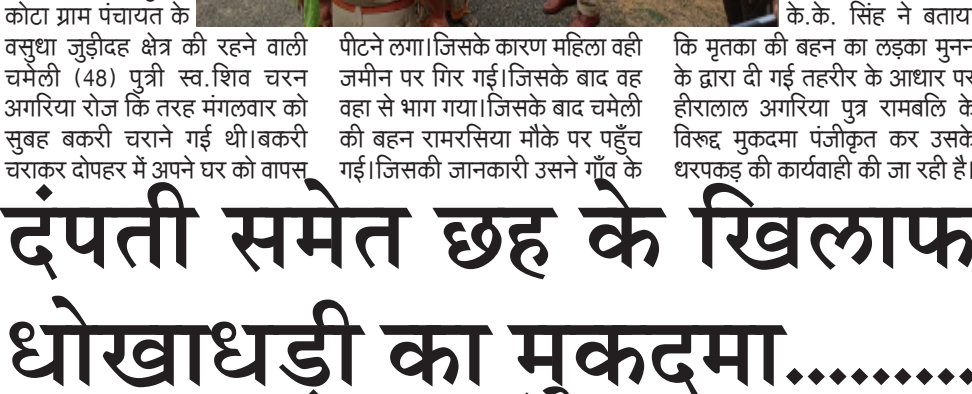 कोटा ग्राम पंचायत के
वसुधा जुड़ीदह क्षेत्र की रहने वाली
चमेली (48) पुत्री स्व.शिव चरन
अगरिया रोज कि तरह मंगलवार को
सुबह बकरी चराने गई थी।बकरी
चराकर दोपहर में अपने घर को वापस
पीटने लगा।जिसके कारण महिला वही
जमीन पर गिर गई।जिसके बाद वह
वहा से भाग गया।जिसके बाद चमेली
की बहन रामरसिया मौके पर पहुँच
गई।जिसकी जानकारी उसने गाँव के
के.के. सिंह ने बताया
कि मृतका की बहन का लड़का मुनन
के द्वारा दी गई तहरीर के आधार पर
हीरालाल अगरिया पुत्र रामबलि के
विरूद्द मुकदमा पंजीकृत कर उसके
धरपकड़ की कार्यवाही की जा रही है।
दंपती समेत छह के खिलाफ
धोखाधड़ी का मुकदमा.........